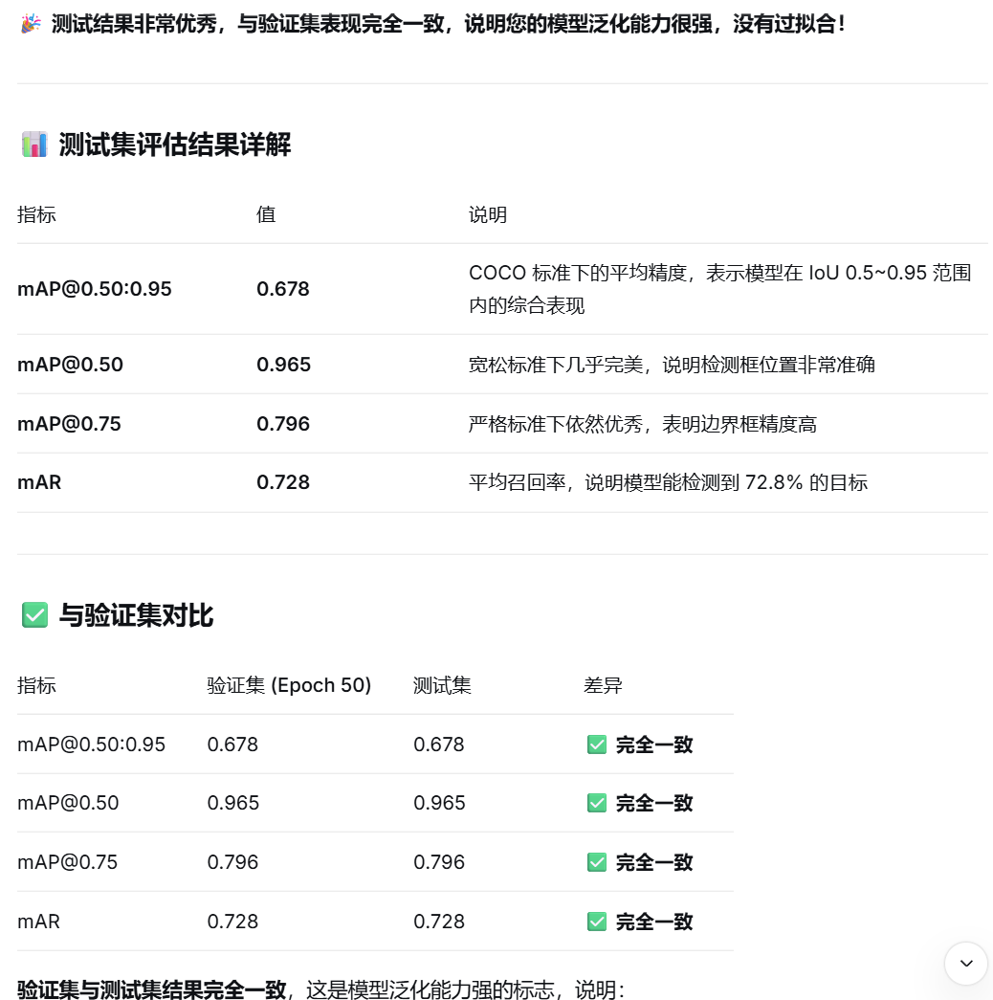 🎉 测试结果非常优秀，与验证集表现完全一致，说明您的模型泛化能力很强，没有过拟合！
📊 测试集评估结果详解
指标 值 说明
mAP@0.50:0.95 0.678 COCO 标准下的平均精度，表示模型在 IoU 0.5~0.95 范围
内的综合表现
mAP@0.50 0.965 宽松标准下几乎完美，说明检测框位置非常准确
mAP@0.75 0.796 严格标准下依然优秀，表明边界框精度高
mAR 0.728 平均召回率，说明模型能检测到 72.8% 的目标
✅ 与验证集对比
指标 验证集 (Epoch 50) 测试集 差异
mAP@0.50:0.95 0.678 0.678 ✅ 完全一致
mAP@0.50 0.965 0.965 ✅ 完全一致
mAP@0.75 0.796 0.796 ✅ 完全一致
mAR 0.728 0.728 ✅ 完全一致
验证集与测试集结果完全一致，这是模型泛化能力强的标志，说明：